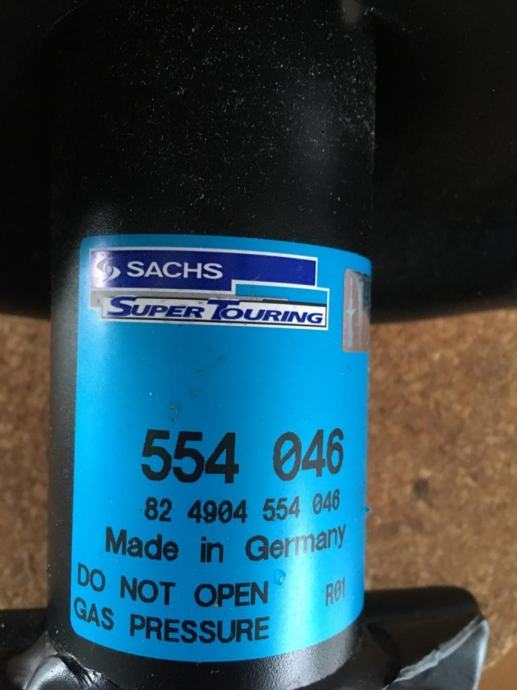 SACHS
SUPER TOURING
554 046
82 4904 554 046
Made in Germany
DO NOT OPEN R01
GAS PRESSURE